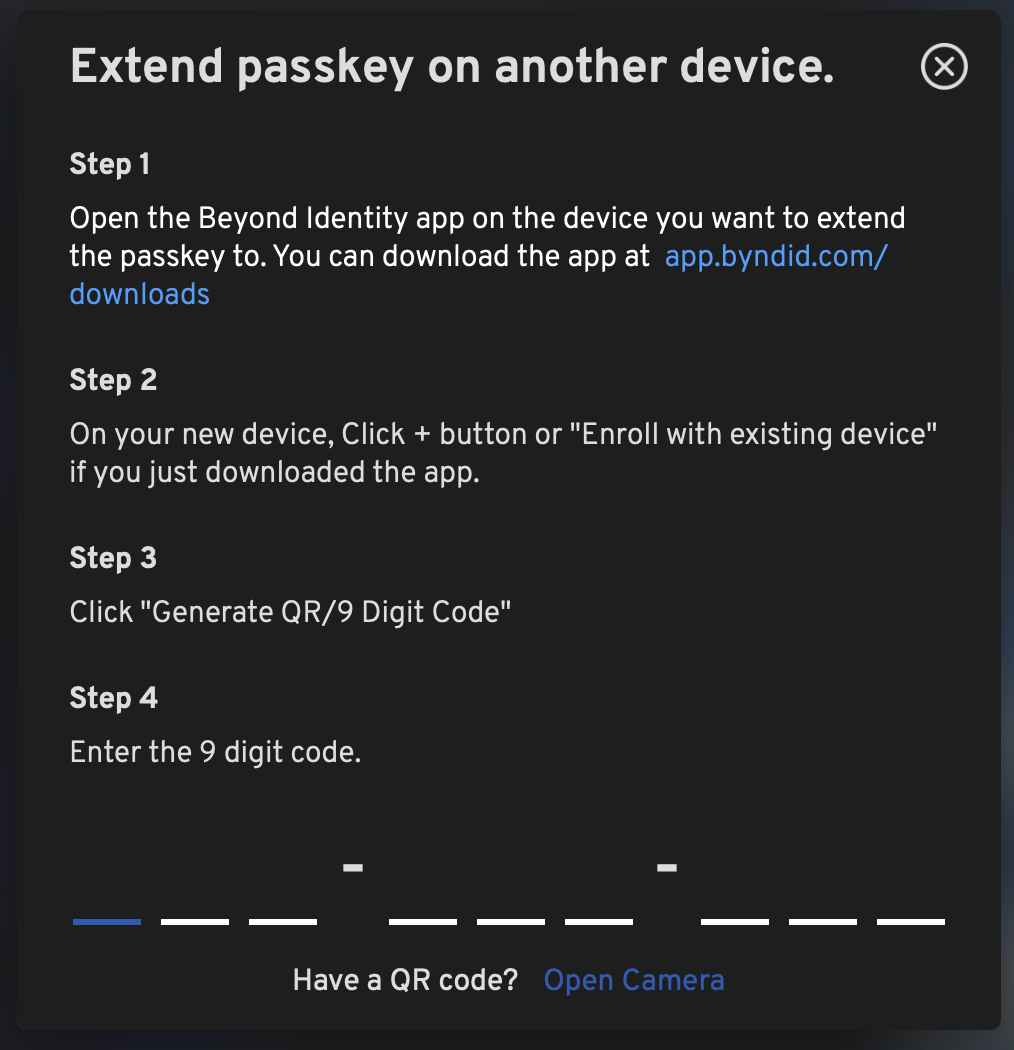 Extend passkey on another device.
Step 1
Open the Beyond Identity app on the device you want to extend
the passkey to. You can download the app at app.byndid.com/
downloads
Step 2
On your new device, Click + button or "Enroll with existing device"
if you just downloaded the app.
Step 3
Click "Generate QR/9 Digit Code"
Step 4
Enter the 9 digit code.
- -
Have a QR code? Open Camera